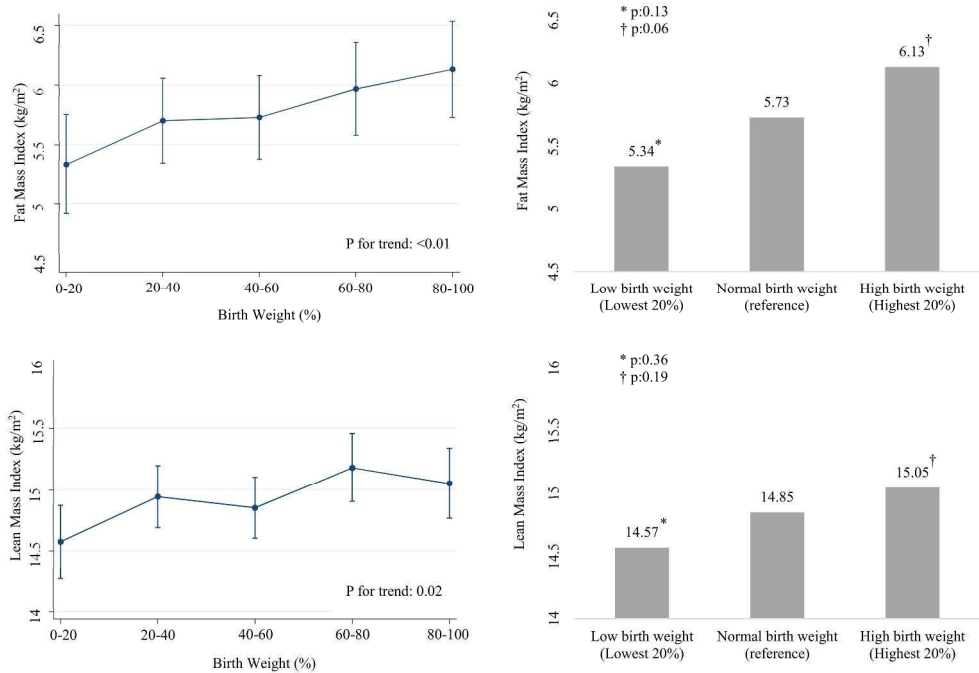 Fat Mass Index (kg/m²)
6.5
6
5.5
5
4.5
P for trend: <0.01
0-20 20-40 40-60 60-80 80-100
Birth Weight (%)
Fat Mass Index (kg/m²)
6.5
6
5.5
5
4.5
* p:0.13
† p:0.06
5.34*
5.73
6.13†
Low birth weight
(Lowest 20%)
Normal birth weight
(reference)
High birth weight
(Highest 20%)
Lean Mass Index (kg/m²)
16
15.5
15
14.5
14
P for trend: 0.02
0-20 20-40 40-60 60-80 80-100
Birth Weight (%)
Lean Mass Index (kg/m²)
16
15.5
15
14.5
14
* p:0.36
† p:0.19
14.57*
14.85
15.05†
Low birth weight
(Lowest 20%)
Normal birth weight
(reference)
High birth weight
(Highest 20%)